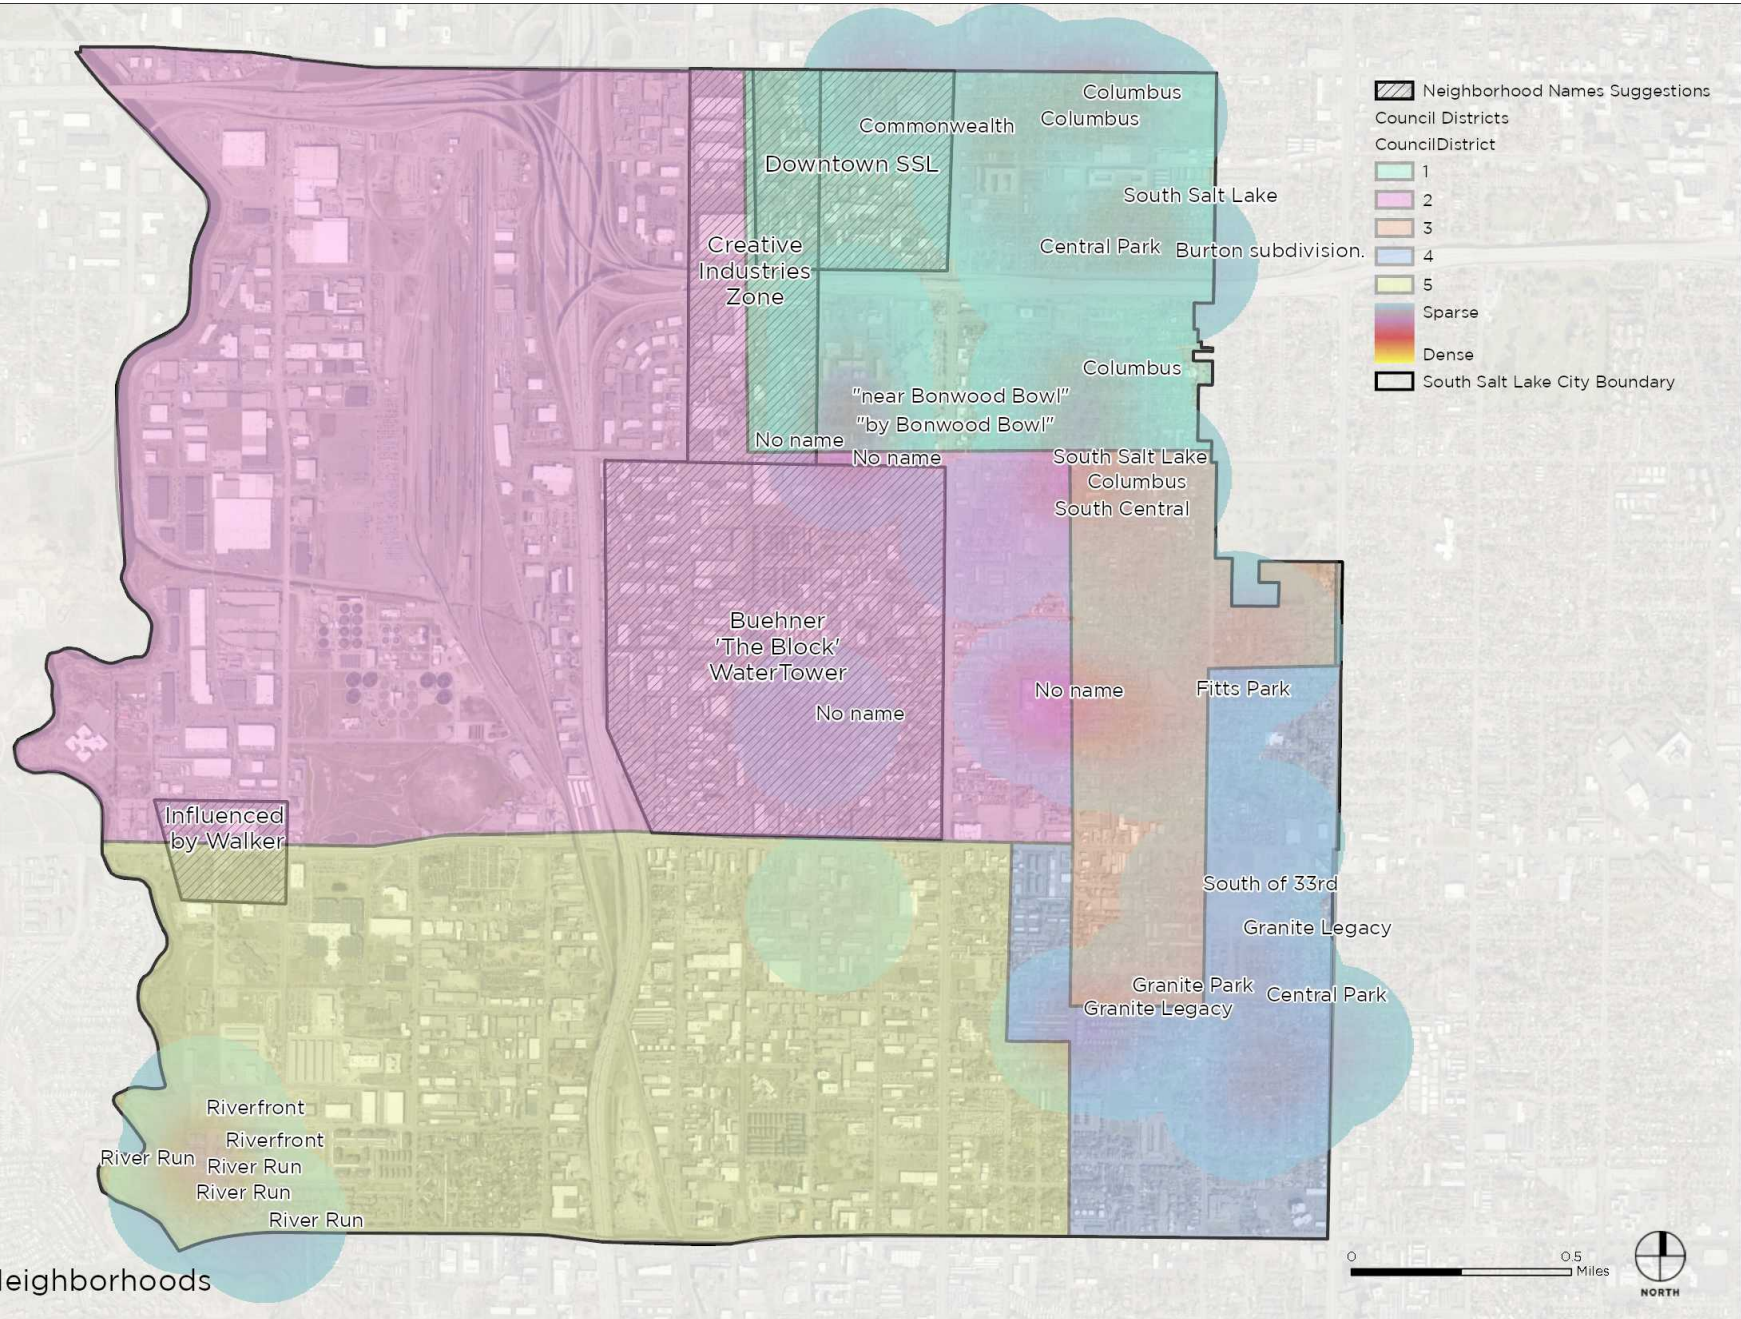 Columbus
Columbus
Commonwealth
Downtown SSL
South Salt Lake
Central Park
Burton subdivision.
Creative
Industries
Zone
Columbus
"near Bonwood Bowl"
"by Bonwood Bowl"
No name
No name
South Salt Lake
Columbus
South Central
Buehner
'The Block'
WaterTower
No name
No name
Fitts Park
Influenced
by Walker
South of 33rd
Granite Legacy
Granite Park
Central Park
Granite Legacy
Riverfront
Riverfront
River Run
River Run
River Run
River Run
eighborhoods
Neighborhood Names Suggestions
Council Districts
CouncilDistrict
1
2
3
4
5
Sparse
Dense
South Salt Lake City Boundary
0 0.5
Miles
NORTH